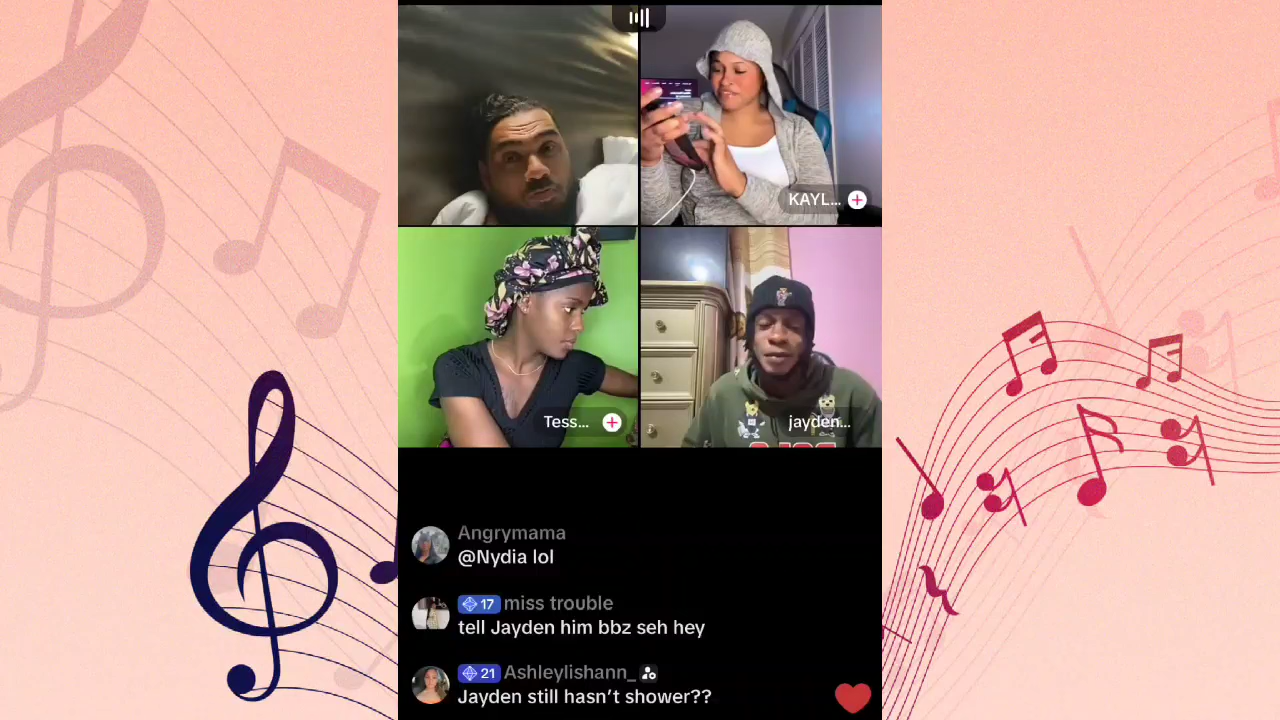 KAYL...
Tess...
jayden...
Angrymama
@Nydia lol
17 miss trouble
tell Jayden him bbz seh hey
21 Ashleylishann_
Jayden still hasn't shower??